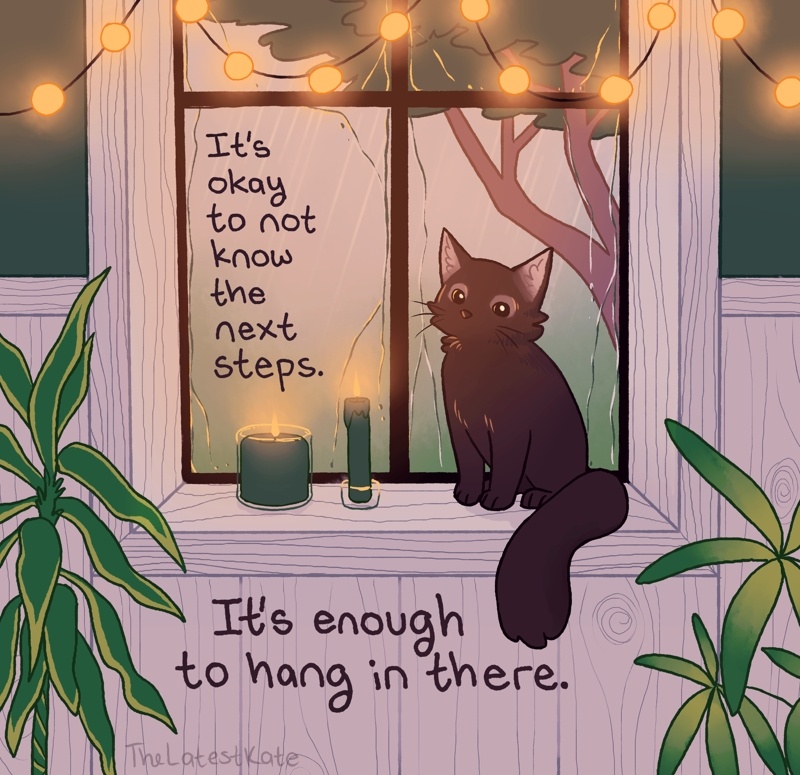 It's
okay
to not
know
the
next
steps.
It's enough
to hang in there.
TheLatestKate